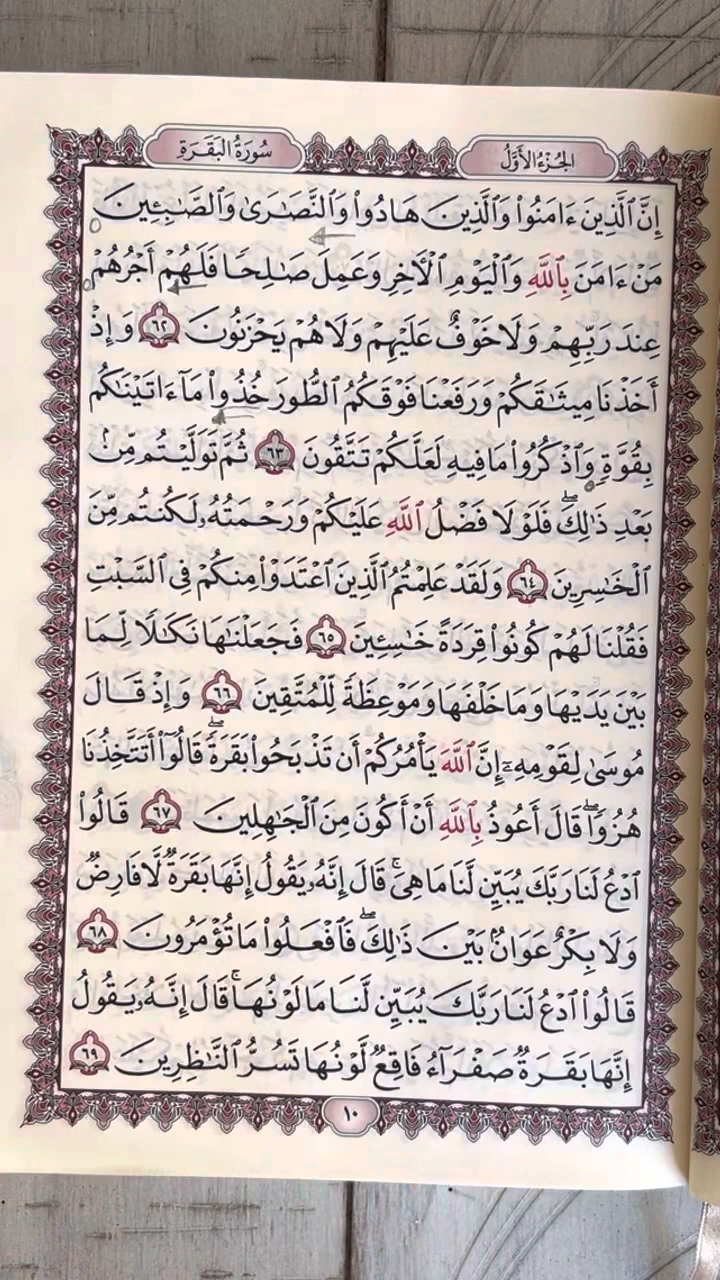 الجُزْءُ الأَوَّلُ
سُورَةُ البَقَرَةِ
إِنَّ ٱلَّذِينَ ءَامَنُوا۟ وَٱلَّذِينَ هَادُوا۟ وَٱلنَّصَٰرَىٰ وَٱلصَّٰبِـِٔينَ
مَنْ ءَامَنَ بِٱللَّهِ وَٱلْيَوْمِ ٱلْءَاخِرِ وَعَمِلَ صَٰلِحًا فَلَهُمْ أَجْرُهُمْ
عِندَ رَبِّهِمْ وَلَا خَوْفٌ عَلَيْهِمْ وَلَا هُمْ يَحْزَنُونَ ٦٢ وَإِذْ
أَخَذْنَا مِيثَٰقَكُمْ وَرَفَعْنَا فَوْقَكُمُ ٱلطُّورَ خُذُوا۟ مَآ ءَاتَيْنَٰكُم
بِقُوَّةٍ وَٱذْكُرُوا۟ مَا فِيهِ لَعَلَّكُمْ تَتَّقُونَ ٦٣ ثُمَّ تَوَلَّيْتُم مِّنۢ
بَعْدِ ذَٰلِكَ ۖ فَلَوْلَا فَضْلُ ٱللَّهِ عَلَيْكُمْ وَرَحْمَتُهُۥ لَكُنتُم مِّنَ
ٱلْخَٰسِرِينَ ٦٤ وَلَقَدْ عَلِمْتُمُ ٱلَّذِينَ ٱعْتَدَوْا۟ مِنكُمْ فِى ٱلسَّبْتِ
فَقُلْنَا لَهُمْ كُونُوا۟ قِرَدَةً خَٰسِـِٔينَ ٦٥ فَجَعَلْنَٰهَا نَكَٰلًا لِّمَا
بَيْنَ يَدَيْهَا وَمَا خَلْفَهَا وَمَوْعِظَةً لِّلْمُتَّقِينَ ٦٦ وَإِذْ قَالَ
مُوسَىٰ لِقَوْمِهِۦٓ إِنَّ ٱللَّهَ يَأْمُرُكُمْ أَن تَذْبَحُوا۟ بَقَرَةً ۖ قَالُوٓا۟ أَتَتَّخِذُنَا
هُزُوًا ۖ قَالَ أَعُوذُ بِٱللَّهِ أَنْ أَكُونَ مِنَ ٱلْجَٰهِلِينَ ٦٧ قَالُوا۟
ٱدْعُ لَنَا رَبَّكَ يُبَيِّن لَّنَا مَا هِىَ ۚ قَالَ إِنَّهُۥ يَقُولُ إِنَّهَا بَقَرَةٌ لَّا فَارِضٌ
وَلَا بِكْرٌ عَوَانٌۢ بَيْنَ ذَٰلِكَ ۖ فَٱفْعَلُوا۟ مَا تُؤْمَرُونَ ٦٨
قَالُوا۟ ٱدْعُ لَنَا رَبَّكَ يُبَيِّن لَّنَا مَا لَوْنُهَا ۚ قَالَ إِنَّهُۥ يَقُولُ
إِنَّهَا بَقَرَةٌ صَفْرَآءُ فَاقِعٌ لَّوْنُهَا تَسُرُّ ٱلنَّٰظِرِينَ ٦٩
١٠